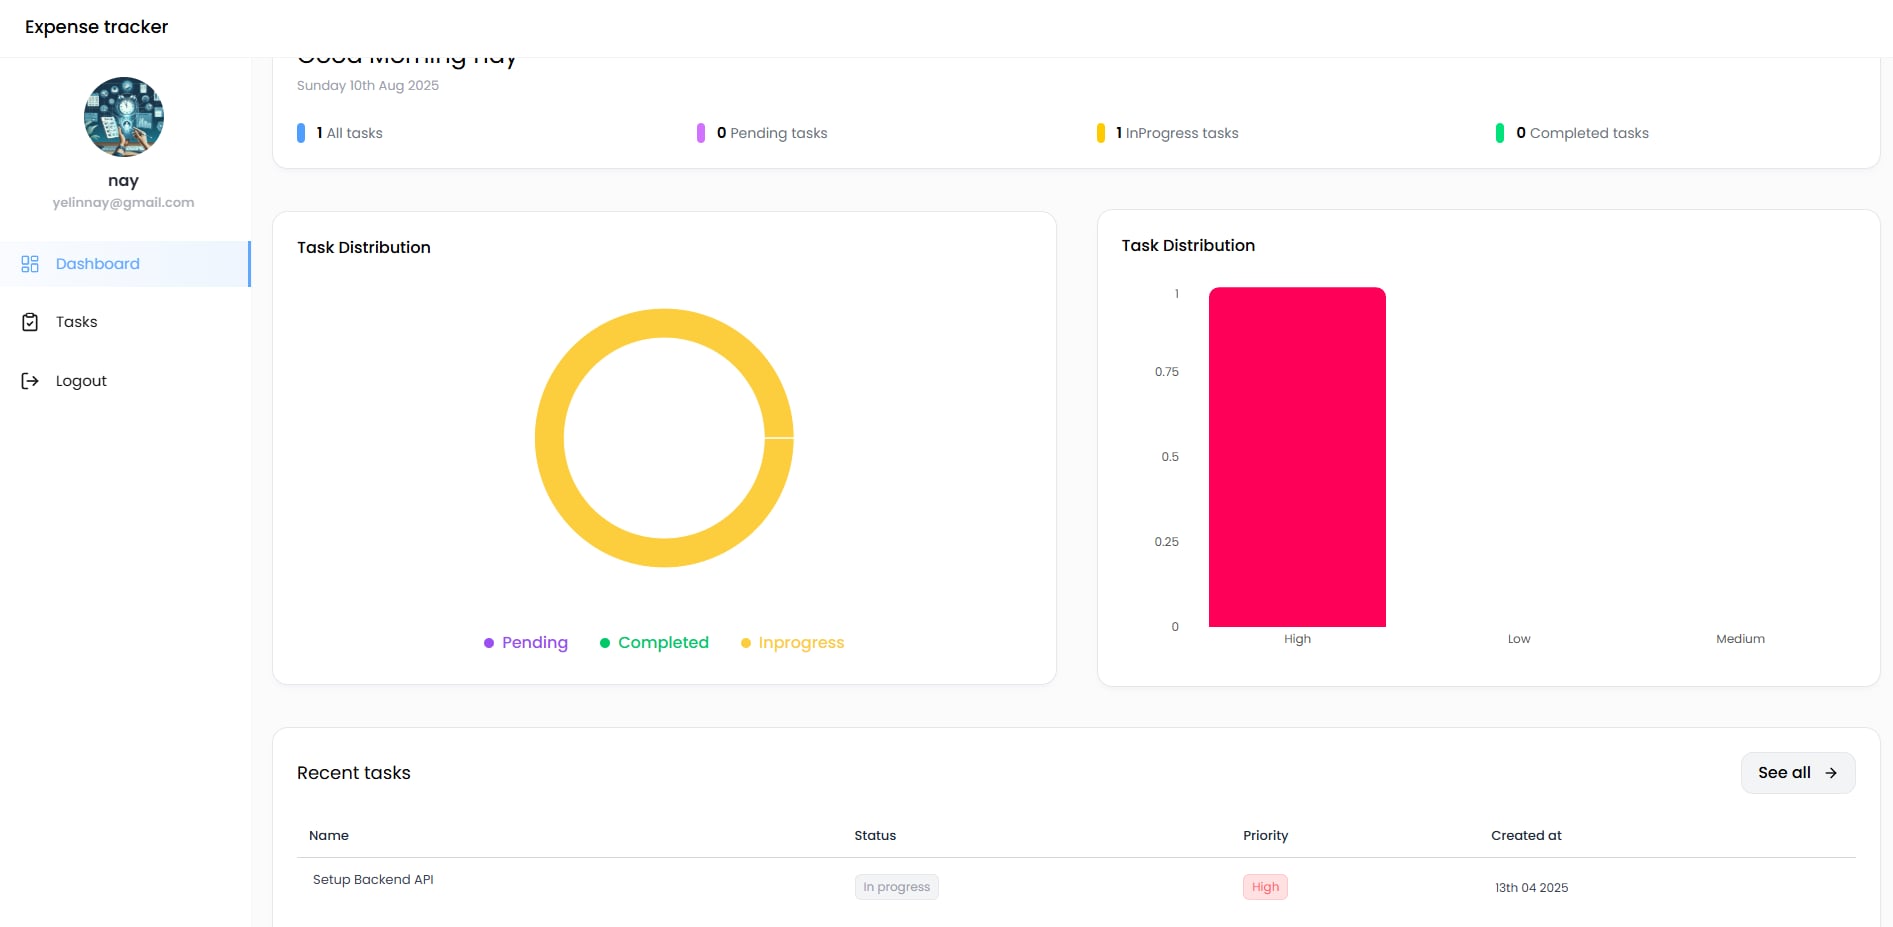 Expense tracker
Good Morning nay
Sunday 10th Aug 2025
1 All tasks
0 Pending tasks
1 InProgress tasks
0 Completed tasks
nay
yelinnay@gmail.com
Dashboard
Tasks
Logout
Task Distribution
Pending
Completed
Inprogress
Task Distribution
1
0.75
0.5
0.25
0
High
Low
Medium
Recent tasks
See all
Name
Status
Priority
Created at
Setup Backend API
In progress
High
13th 04 2025